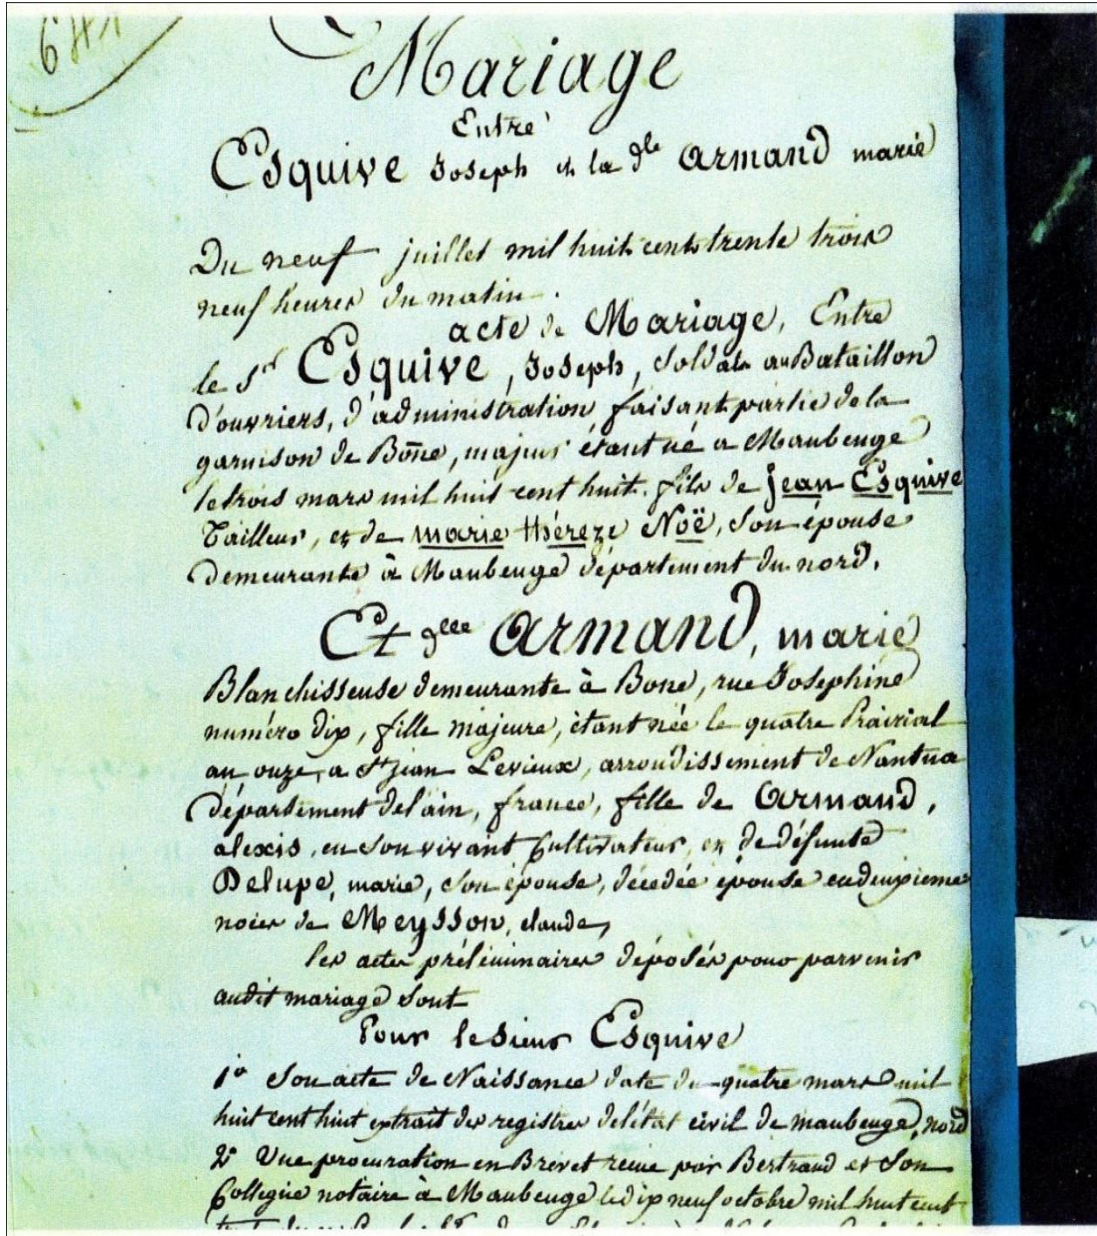 Mariage
Entre
Esquive Joseph et la dlle armand marie
Du neuf juillet mil huit cent trente trois
neuf heures du matin.
acte de Mariage, Entre
le Sr Esquive, Joseph, Soldat au Bataillon
D'ouvriers, d'administration faisant partie de la
garnison de Bône, majeur étant né a Maubeuge
le trois mars mil huit cent huit. fils de Jean Esquive
Tailleur, et de marie thérèze Noë, Son épouse
demeurante à Maubeuge département du nord.
Et dlle armand, marie
Blanchisseuse demeurante à Bone, rue Josephine
numéro dix, fille majeure, étant née le quatre Prairial
an onze, a St jean Levieux, arrondissement de Nantua
département de l'ain, france, fille de Armand,
alexis, en Son vivant Cultivateur, et de défunte
Delupe, marie, Son épouse, décédée épouse en deuxieme
noces de Meysson, claude,
les actes préliminaires déposés pour parvenir
audit mariage Sont
Pour le sieur Esquive
1° Son acte de Naissance date du quatre mars mil
huit cent huit extrait des registres de l'état civil de maubeuge, nord
2° Une procuration en Brevet reçue par Bertrand et Son
Collegue notaire à Maubeuge le dix neuf octobre mil huit cent